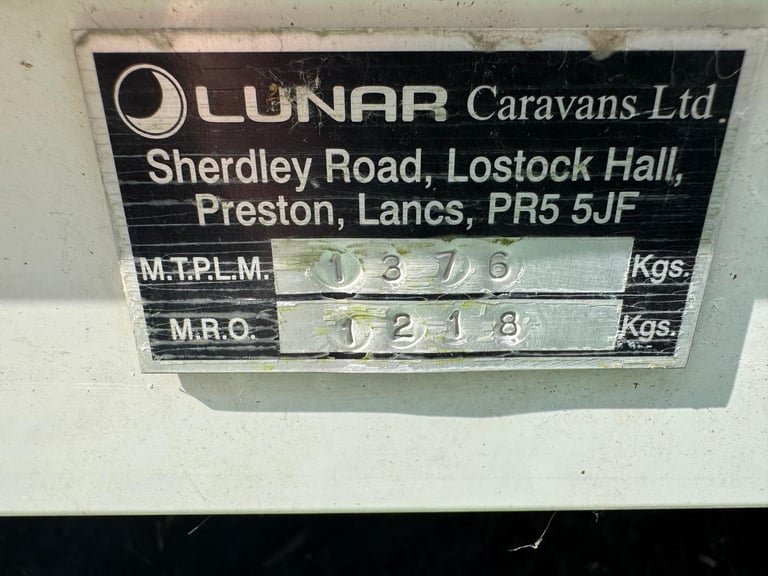 LUNAR Caravans Ltd.
Sherdley Road, Lostock Hall,
Preston, Lancs, PR5 5JF
M.T.P.L.M. 1376 Kgs.
M.R.O. 1218 Kgs.